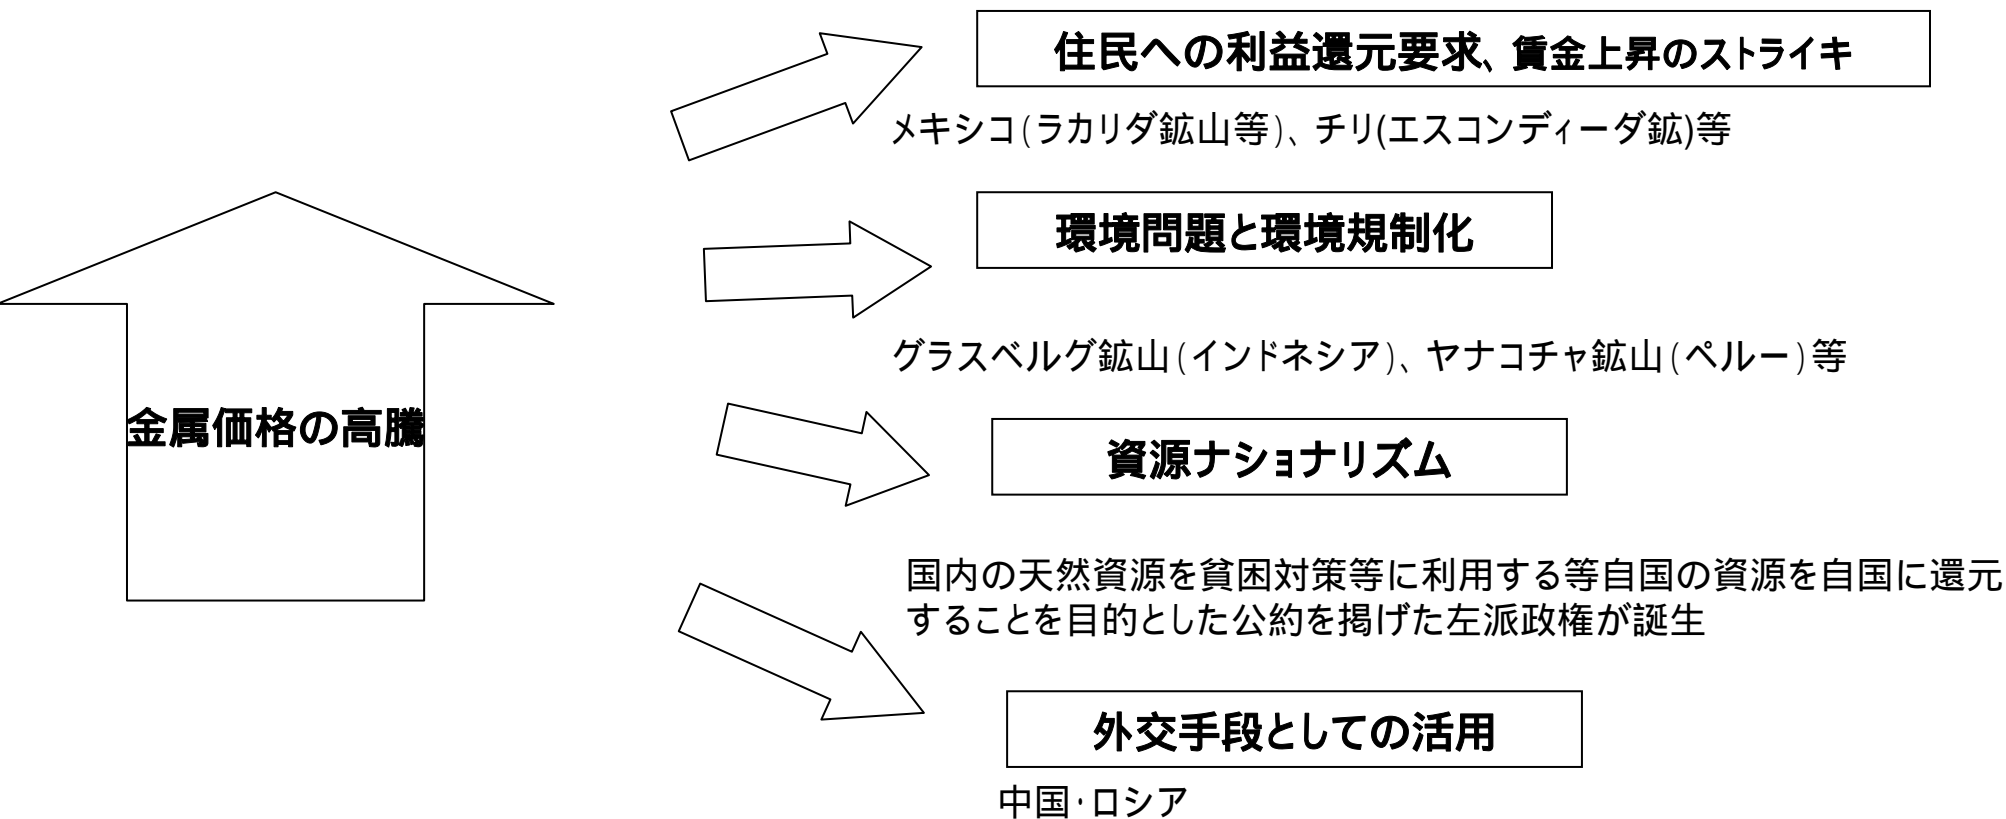 金属価格の高騰
住民への利益還元要求、賃金上昇のストライキ
メキシコ(ラカリダ鉱山等)、チリ(エスコンディーダ鉱)等
環境問題と環境規制化
グラスベルグ鉱山(インドネシア)、ヤナコチャ鉱山(ペルー)等
資源ナショナリズム
国内の天然資源を貧困対策等に利用する等自国の資源を自国に還元
することを目的とした公約を掲げた左派政権が誕生
外交手段としての活用
中国・ロシア